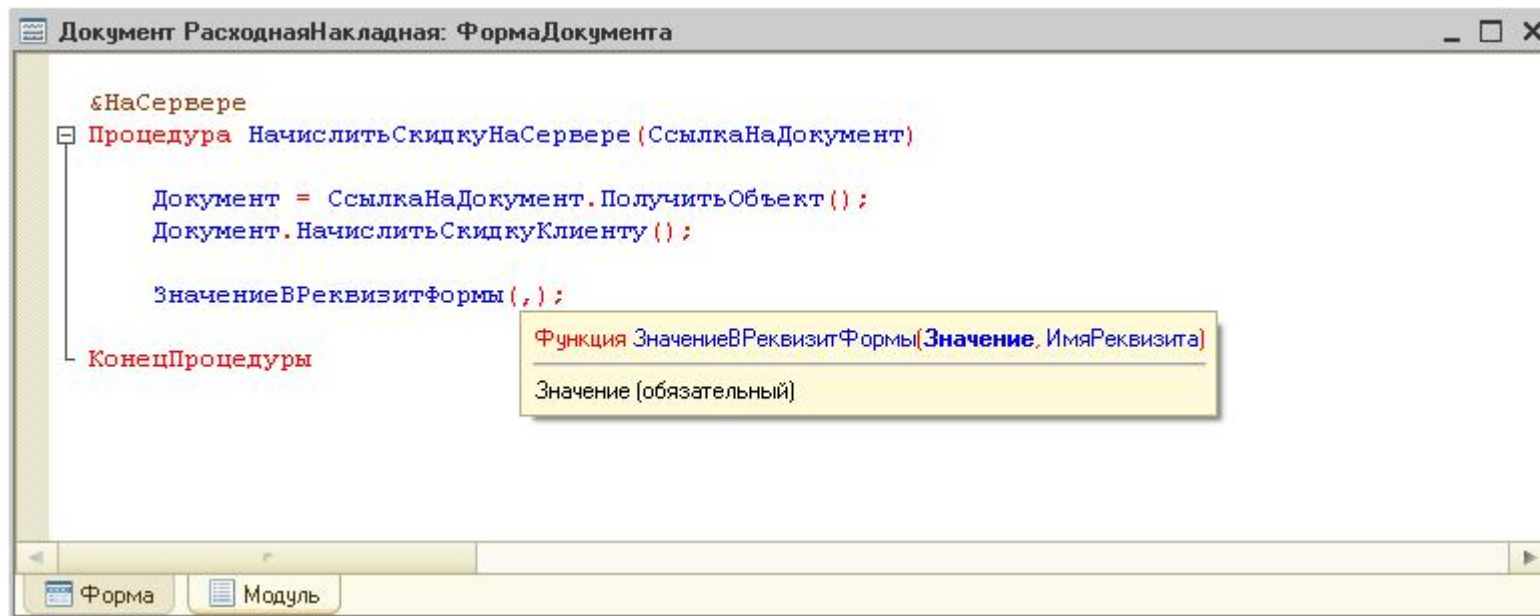 Документ РасходнаяНакладная: ФормаДокумента
&НаСервере
Процедура НачислитьСкидкуНаСервере(СсылкаНаДокумент)
Документ = СсылкаНаДокумент.ПолучитьОбъект();
Документ.НачислитьСкидкуКлиенту();
ЗначениеВРеквизитФормы(,);
Функция ЗначениеВРеквизитФормы(Значение, ИмяРеквизита)
Значение (обязательный)
КонецПроцедуры
Форма Модуль